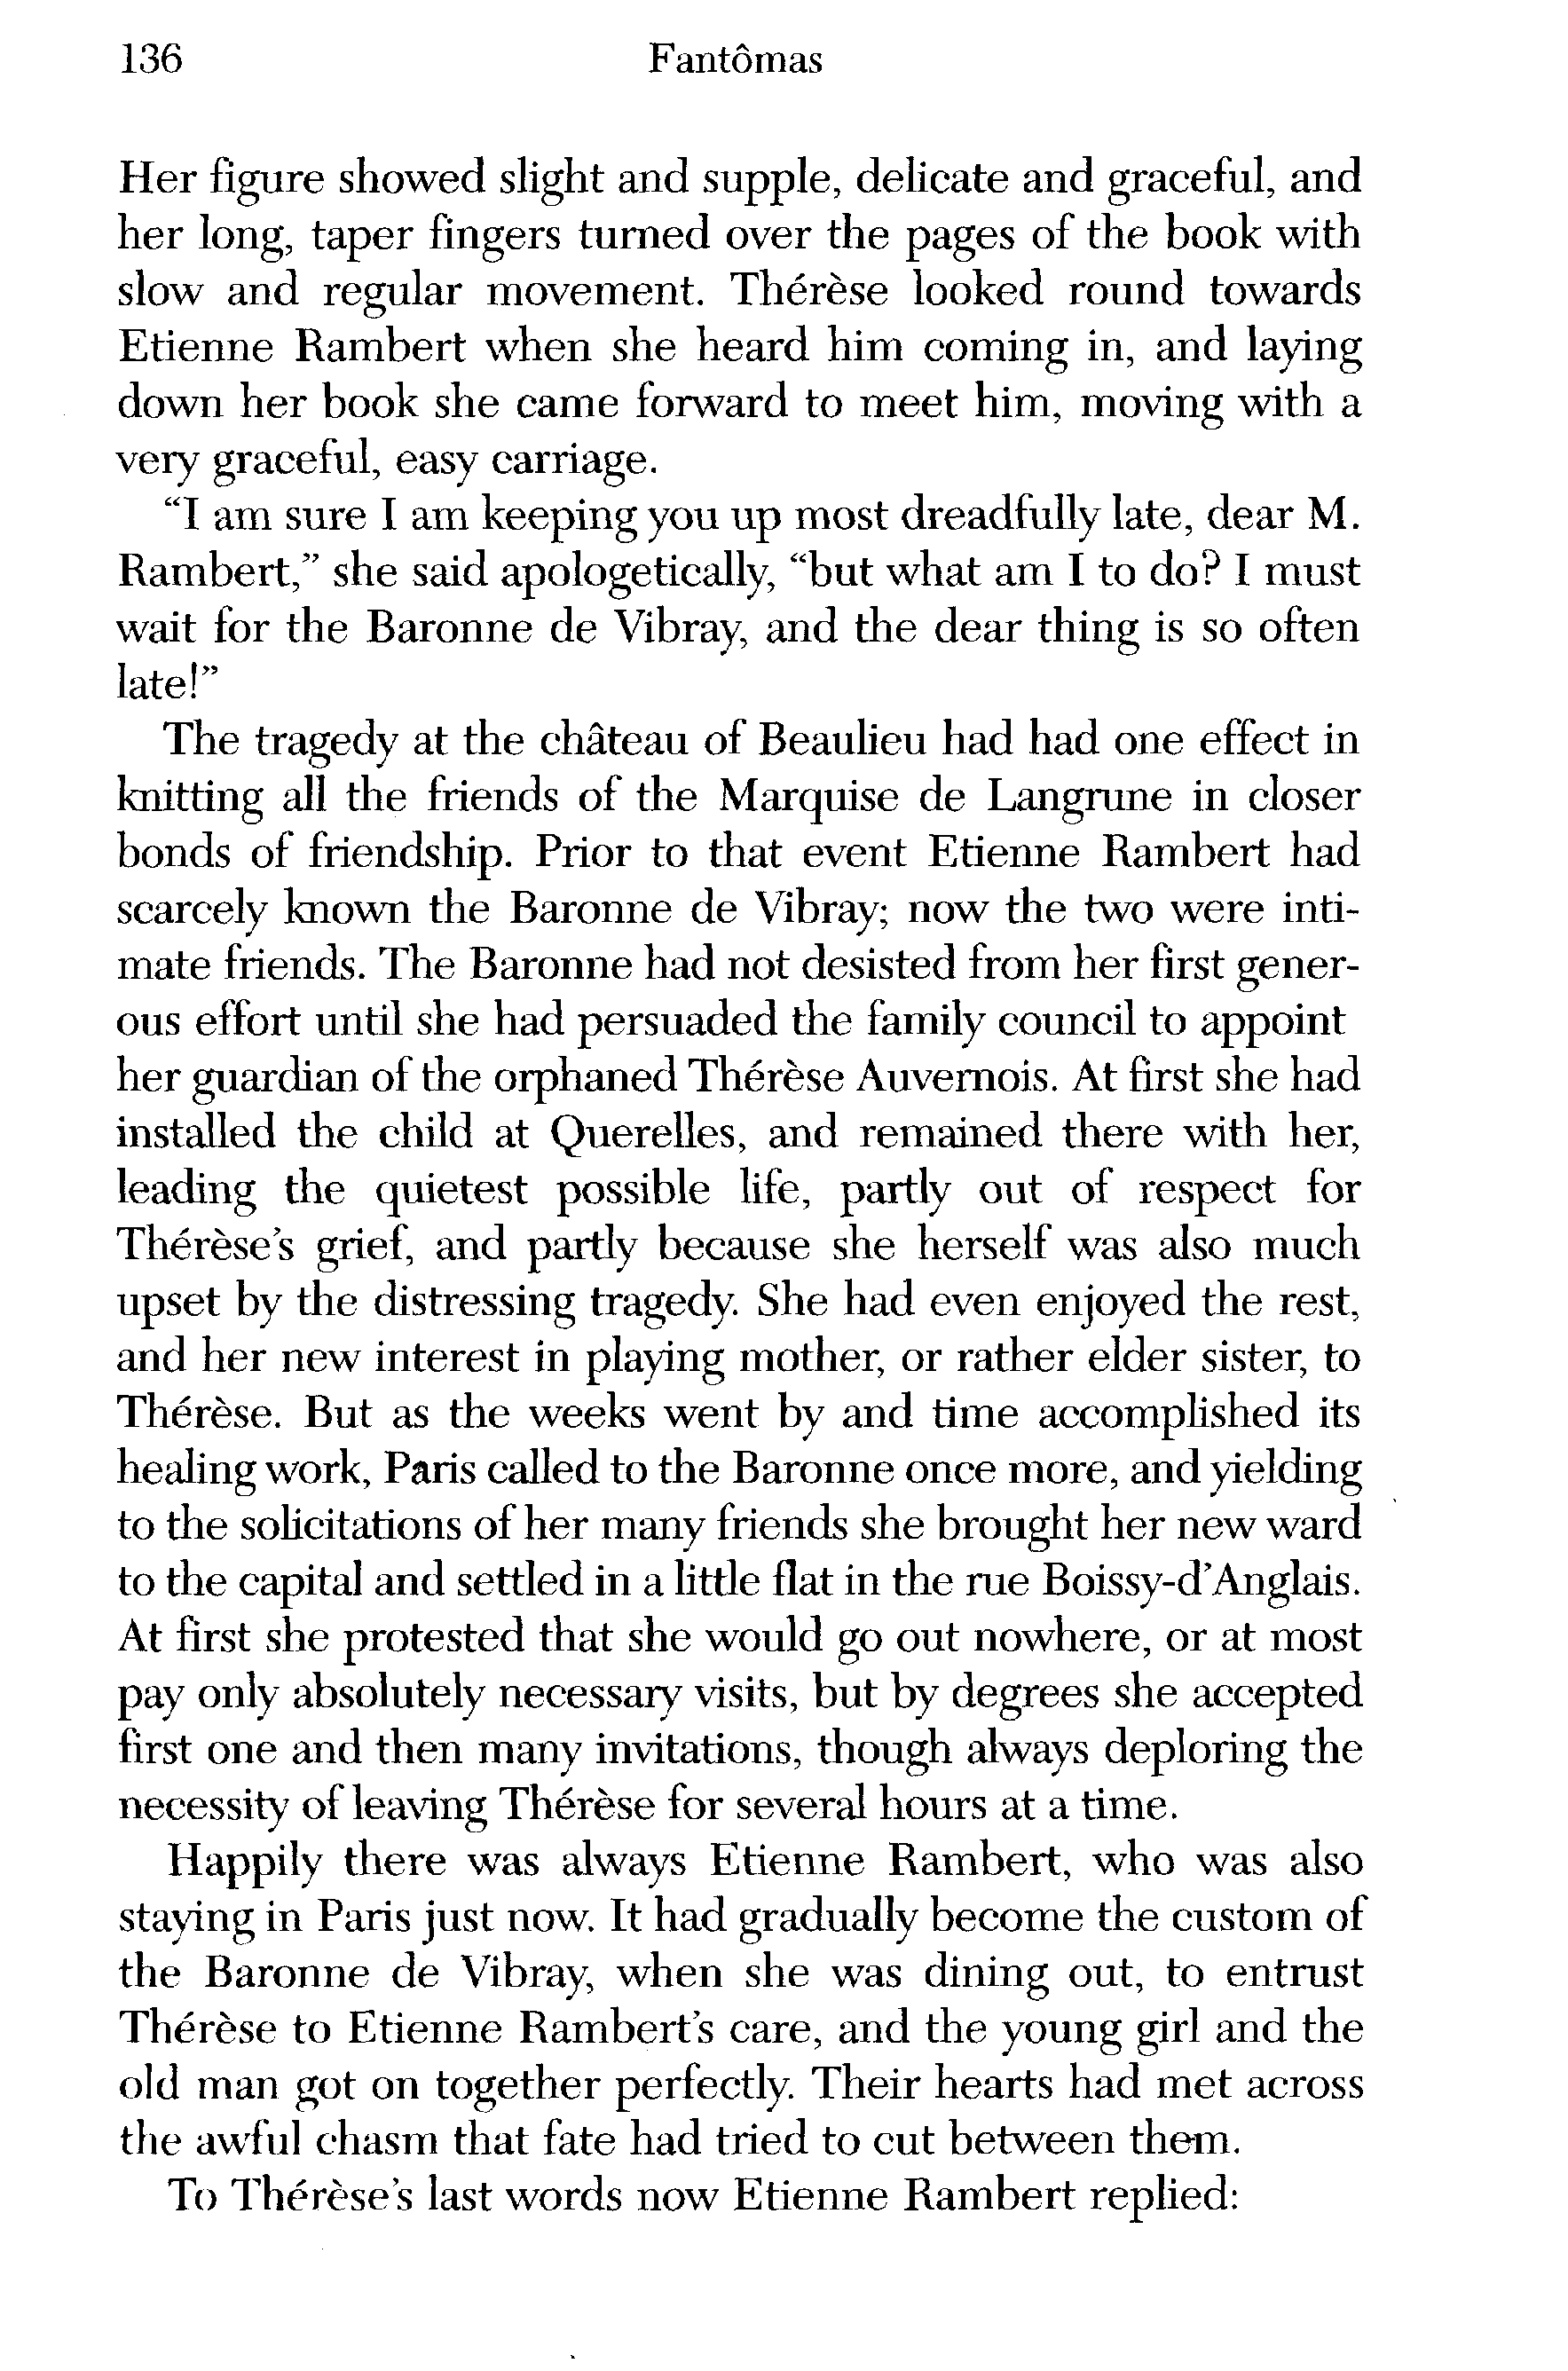 136 Fantômas
Her figure showed slight and supple, delicate and graceful, and
her long, taper fingers turned over the pages of the book with
slow and regular movement. Thérèse looked round towards
Etienne Rambert when she heard him coming in, and laying
down her book she came forward to meet him, moving with a
very graceful, easy carriage.
“I am sure I am keeping you up most dreadfully late, dear M.
Rambert,” she said apologetically, “but what am I to do? I must
wait for the Baronne de Vibray, and the dear thing is so often
late!”
The tragedy at the château of Beaulieu had had one effect in
knitting all the friends of the Marquise de Langrune in closer
bonds of friendship. Prior to that event Etienne Rambert had
scarcely known the Baronne de Vibray; now the two were inti-
mate friends. The Baronne had not desisted from her first gener-
ous effort until she had persuaded the family council to appoint
her guardian of the orphaned Thérèse Auvernois. At first she had
installed the child at Querelles, and remained there with her,
leading the quietest possible life, partly out of respect for
Thérèse’s grief, and partly because she herself was also much
upset by the distressing tragedy. She had even enjoyed the rest,
and her new interest in playing mother, or rather elder sister, to
Thérèse. But as the weeks went by and time accomplished its
healing work, Paris called to the Baronne once more, and yielding
to the solicitations of her many friends she brought her new ward
to the capital and settled in a little flat in the rue Boissy-d’Anglais.
At first she protested that she would go out nowhere, or at most
pay only absolutely necessary visits, but by degrees she accepted
first one and then many invitations, though always deploring the
necessity of leaving Thérèse for several hours at a time.
Happily there was always Etienne Rambert, who was also
staying in Paris just now. It had gradually become the custom of
the Baronne de Vibray, when she was dining out, to entrust
Thérèse to Etienne Rambert’s care, and the young girl and the
old man got on together perfectly. Their hearts had met across
the awful chasm that fate had tried to cut between them.
To Thérèse’s last words now Etienne Rambert replied: